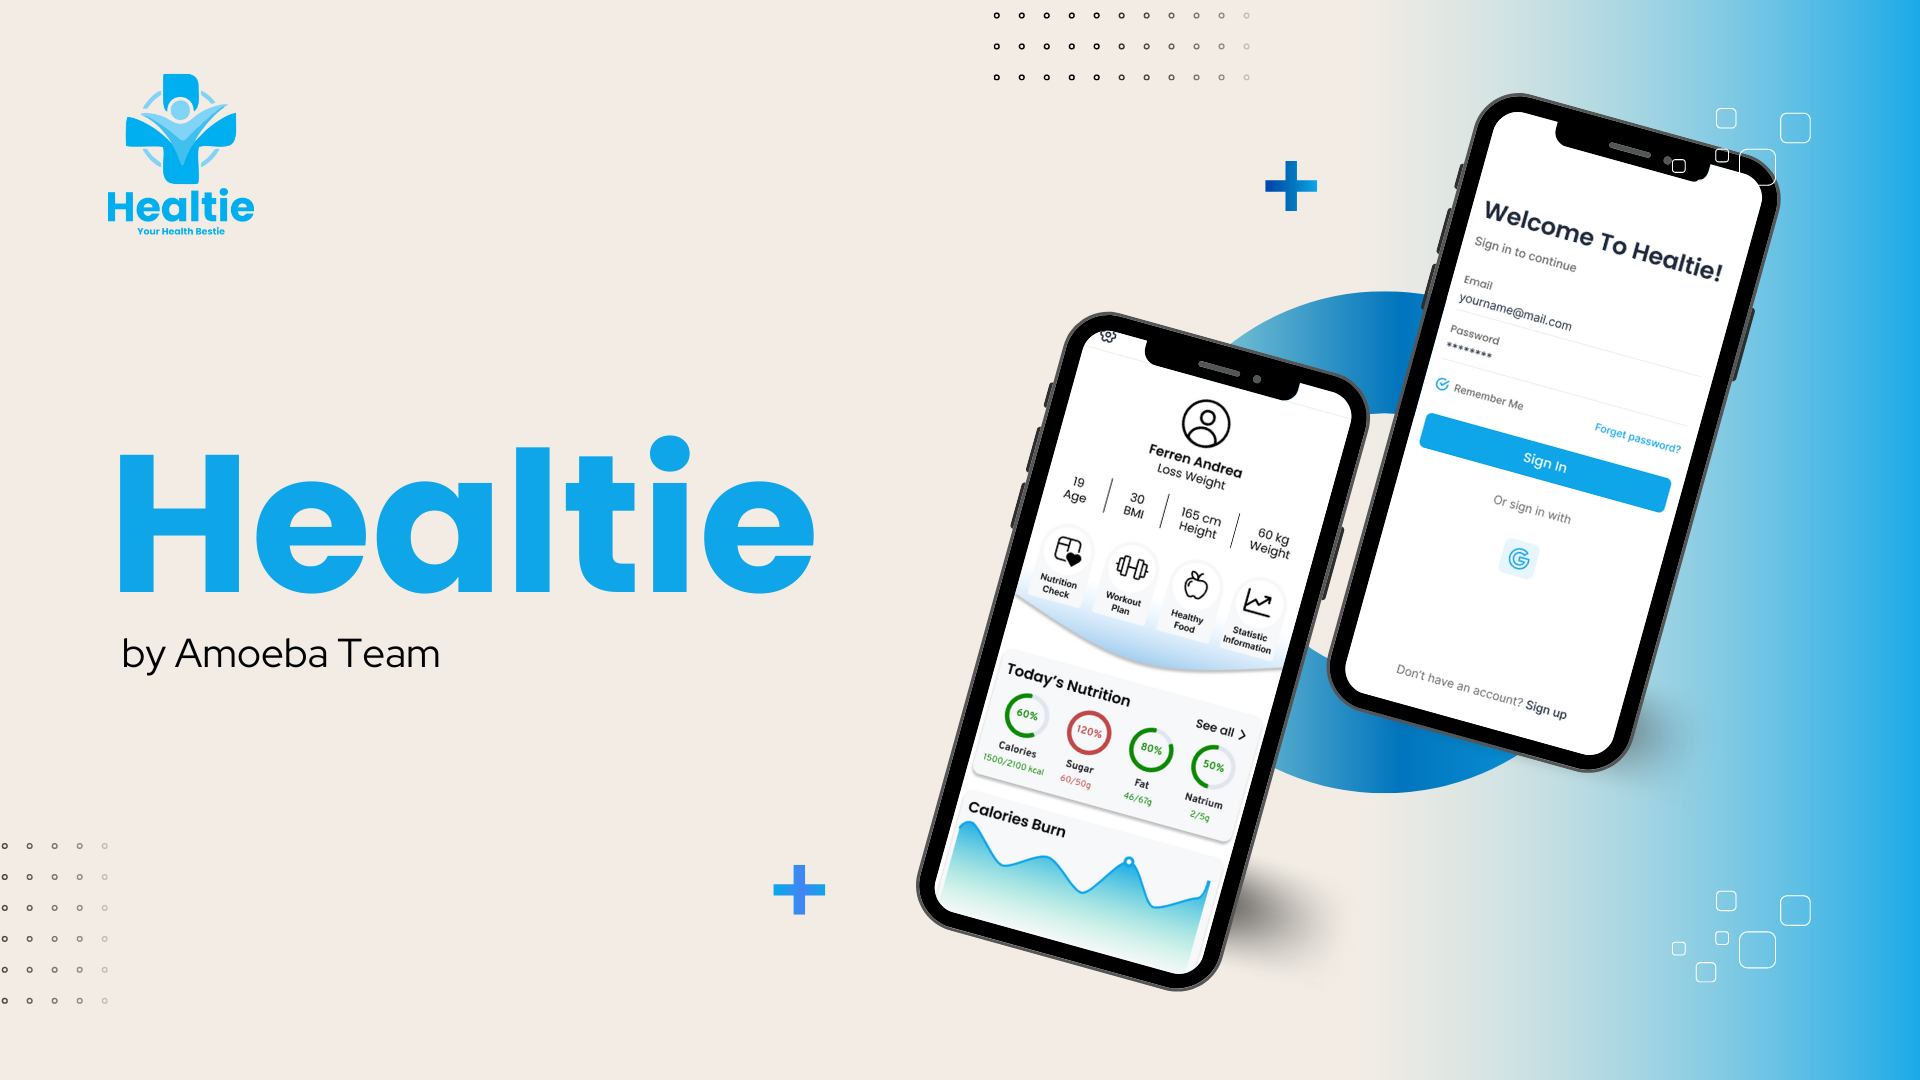 Healtie
Your Health Bestie
Healtie
by Amoeba Team
Ferren Andrea
Loss Weight
19
Age
30
BMI
165 cm
Height
60 kg
Weight
Nutrition
Check
Workout
Plan
Healthy
Food
Statistic
Information
Today's Nutrition
See all
60%
Calories
1500/2100 kcal
120%
Sugar
60/50g
80%
Fat
46/67g
50%
Natrium
2/5g
Calories Burn
Welcome To Healtie!
Sign in to continue
Email
yourname@mail.com
Password
********
Remember Me
Forget password?
Sign In
Or sign in with
G
Don't have an account? Sign up